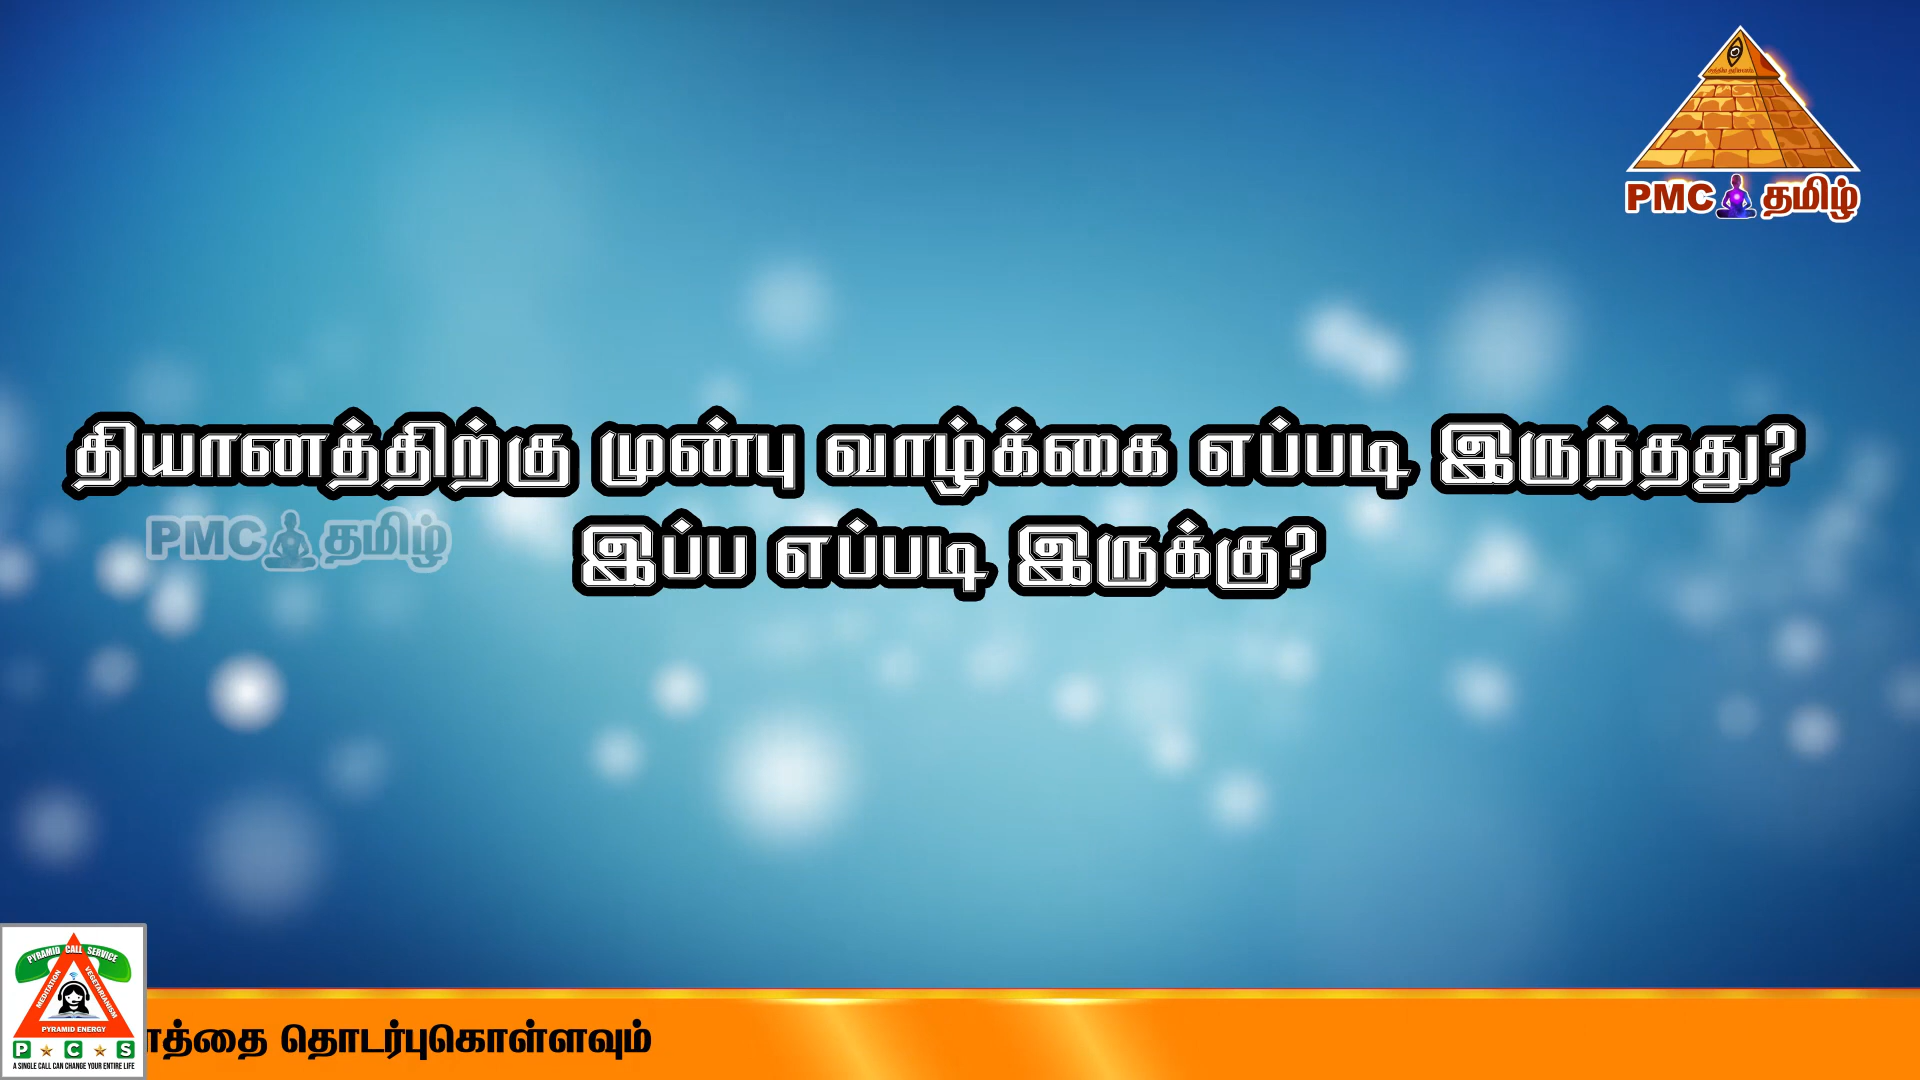 PMC தமிழ்
தியானத்திற்கு முன்பு வாழ்க்கை எப்படி இருந்தது?
PMC தமிழ்
இப்ப எப்படி இருக்கு?
PYRAMID CALL SERVICE
MEDITATION
VEGETARIANISM
PYRAMID ENERGY
P C S
A SINGLE CALL CAN CHANGE YOUR ENTIRE LIFE
தொடர்புகொள்ளவும்